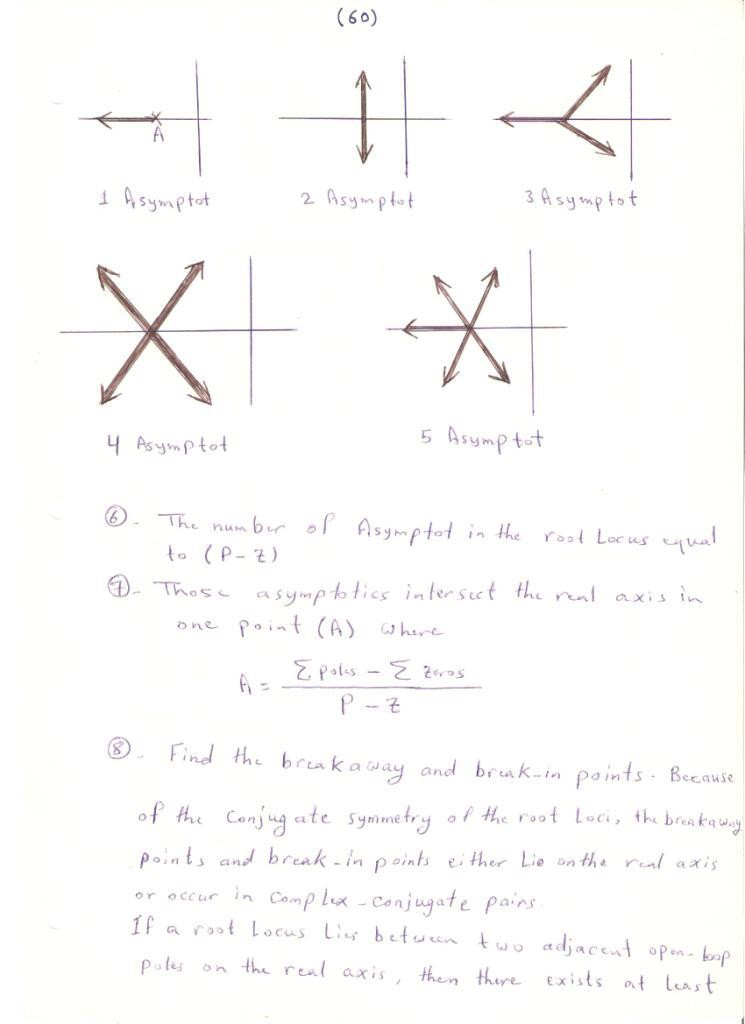 (60)
A
1 Asymptot 2 Asymptot 3 Asymptot
4 Asymptot 5 Asymptot
⑥- The number of Asymptot in the root Locus equal
to (P-Z)
⑦- Those asymptotics intersect the real axis in
one point (A) where
A = (Σ poles - Σ zeros) / (P - Z)
⑧- Find the breakaway and break-in points. Because
of the conjugate symmetry of the root Loci, the breakaway
points and break-in points either Lie on the real axis
or occur in complex-conjugate pairs.
If a root Locus Lies between two adjacent open-loop
poles on the real axis, then there exists at least